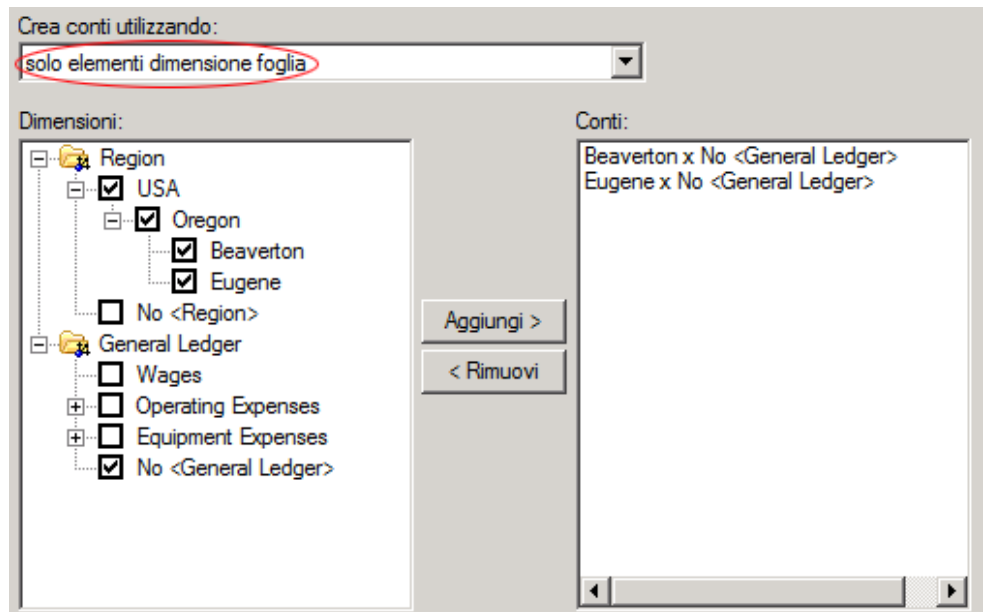 Crea conti utilizzando:
solo elementi dimensione foglia
Dimensioni:
Region
USA
Oregon
Beaverton
Eugene
No <Region>
General Ledger
Wages
Operating Expenses
Equipment Expenses
No <General Ledger>
Aggiungi >
< Rimuovi
Conti:
Beaverton x No <General Ledger>
Eugene x No <General Ledger>